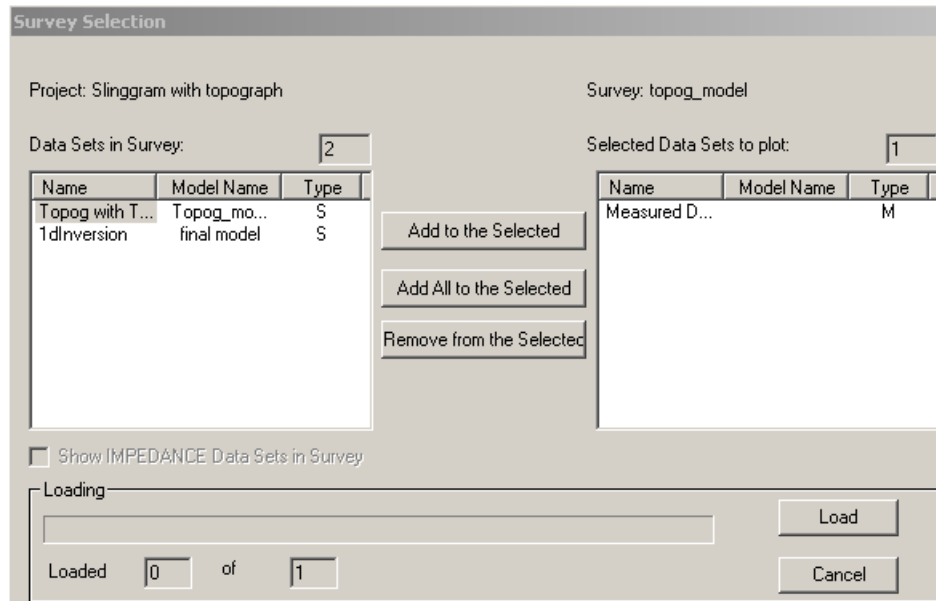 Survey Selection
Project: Slinggram with topograph
Survey: topog_model
Data Sets in Survey: 2
Selected Data Sets to plot: 1
Name Model Name Type
Topog with T... Topog_mo... S
1dInversion final model S
Add to the Selected
Add All to the Selected
Remove from the Selected
Name Model Name Type
Measured D... M
Show IMPEDANCE Data Sets in Survey
Loading
Load
Loaded 0 of 1
Cancel